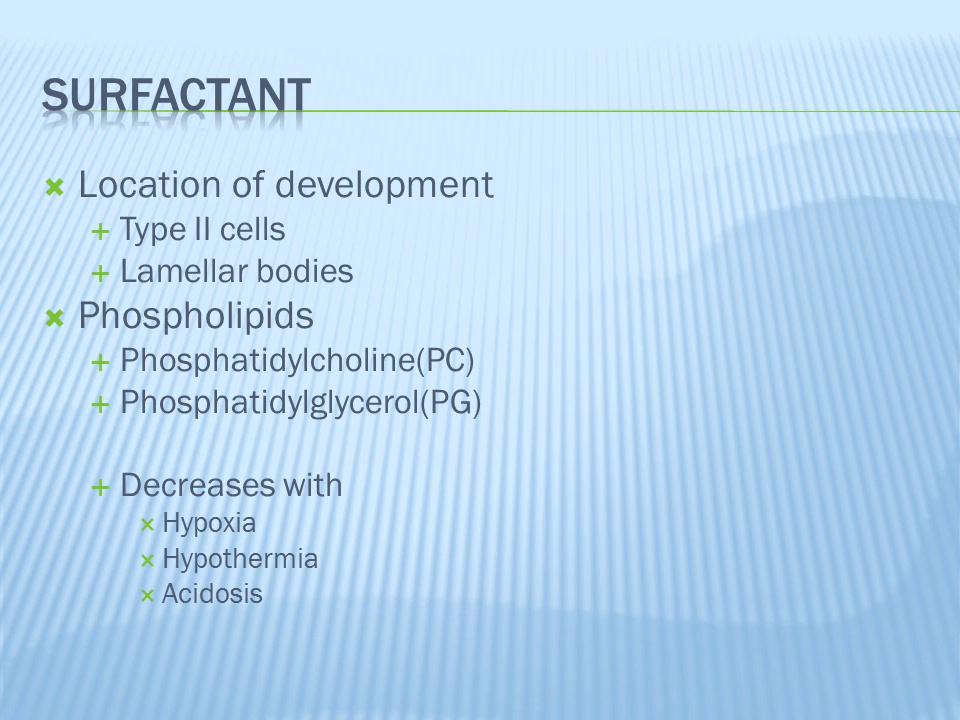 SURFACTANT
Location of development
Type II cells
Lamellar bodies
Phospholipids
Phosphatidylcholine(PC)
Phosphatidylglycerol(PG)
Decreases with
Hypoxia
Hypothermia
Acidosis